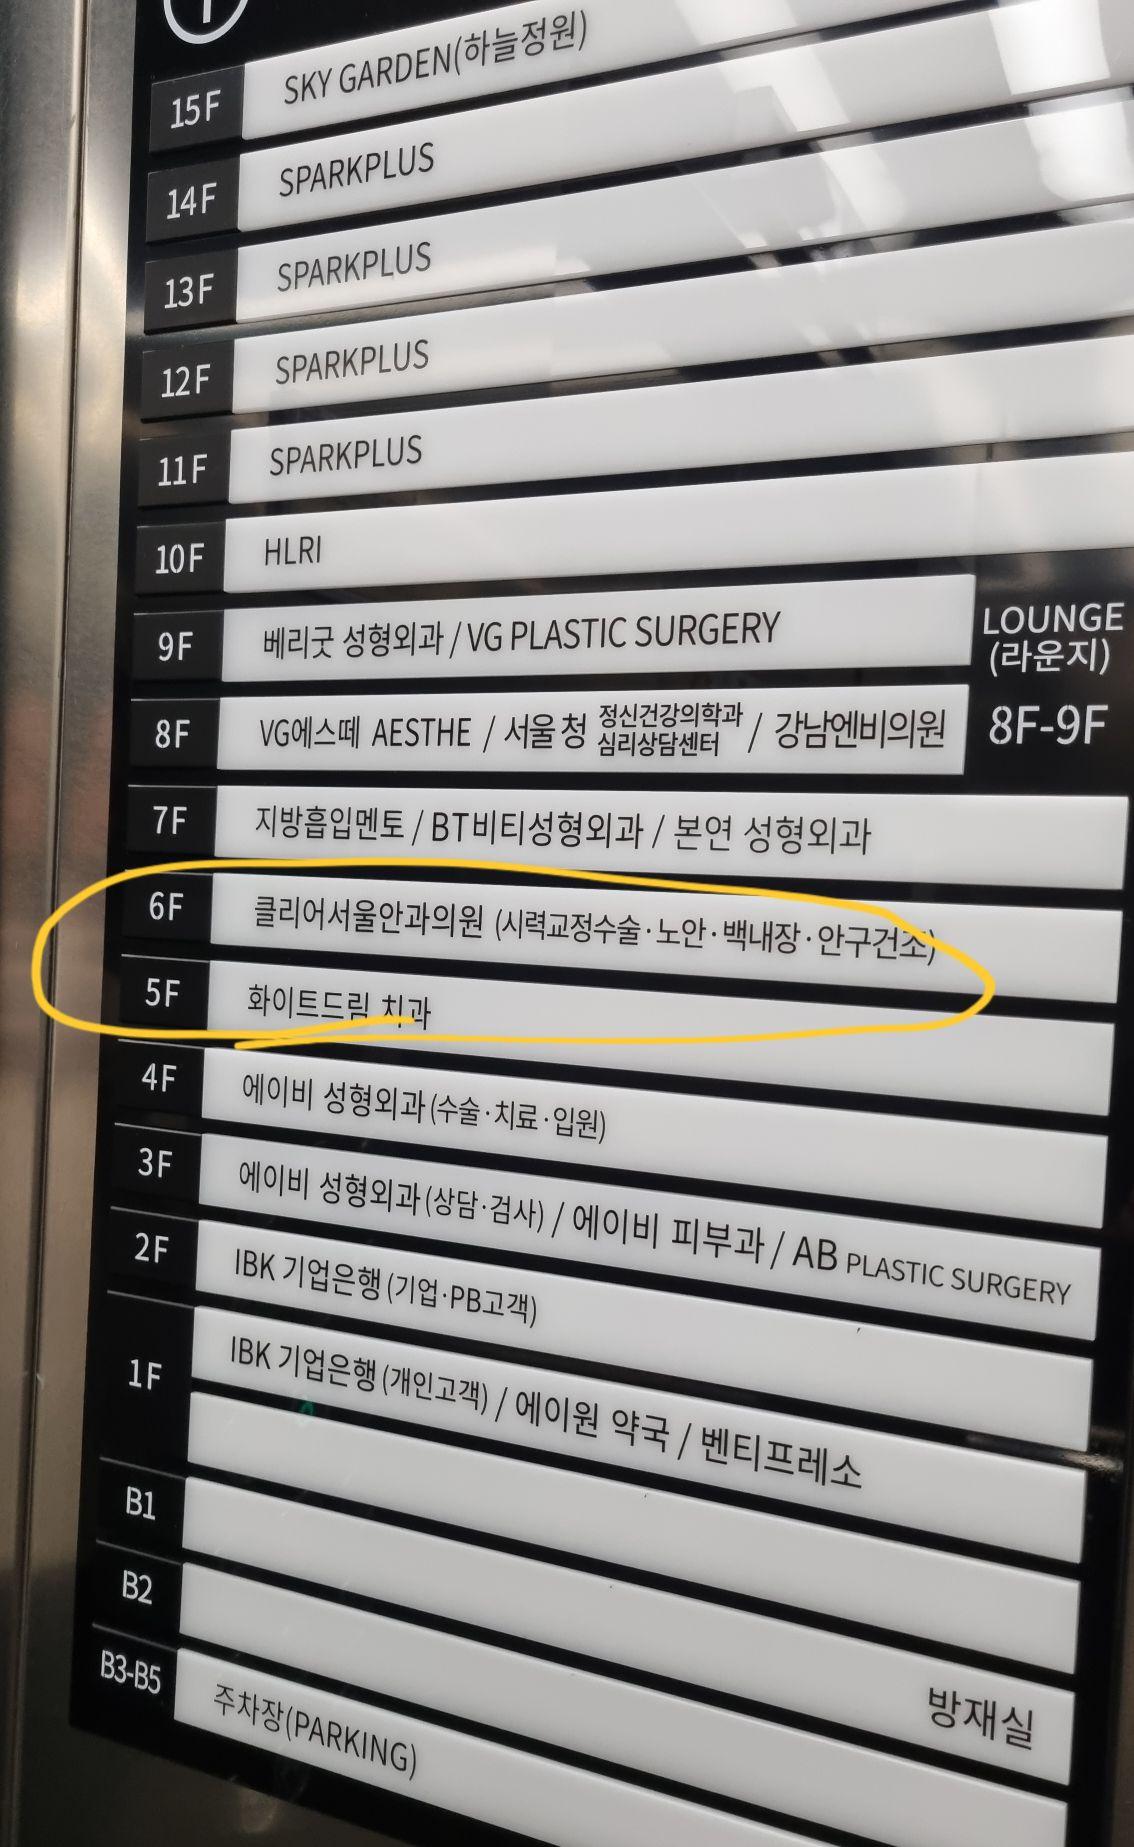 15F SKY GARDEN(하늘정원)
14F SPARKPLUS
13F SPARKPLUS
12F SPARKPLUS
11F SPARKPLUS
10F HLRI
9F 베리굿 성형외과 / VG PLASTIC SURGERY
LOUNGE
(라운지)
8F-9F
8F VG에스떼 AESTHE / 서울청 정신건강의학과 심리상담센터 / 강남엔비의원
7F 지방흡입멘토 / BT비티성형외과 / 본연 성형외과
6F 클리어서울안과의원 (시력교정수술·노안·백내장·안구건조)
5F 화이트드림 치과
4F 에이비 성형외과(수술·치료·입원)
3F 에이비 성형외과(상담·검사) / 에이비 피부과 / AB PLASTIC SURGERY
2F IBK 기업은행(기업·PB고객)
1F IBK 기업은행(개인고객) / 에이원 약국 / 벤티프레소
B1
B2 방재실
B3-B5 주차장(PARKING)